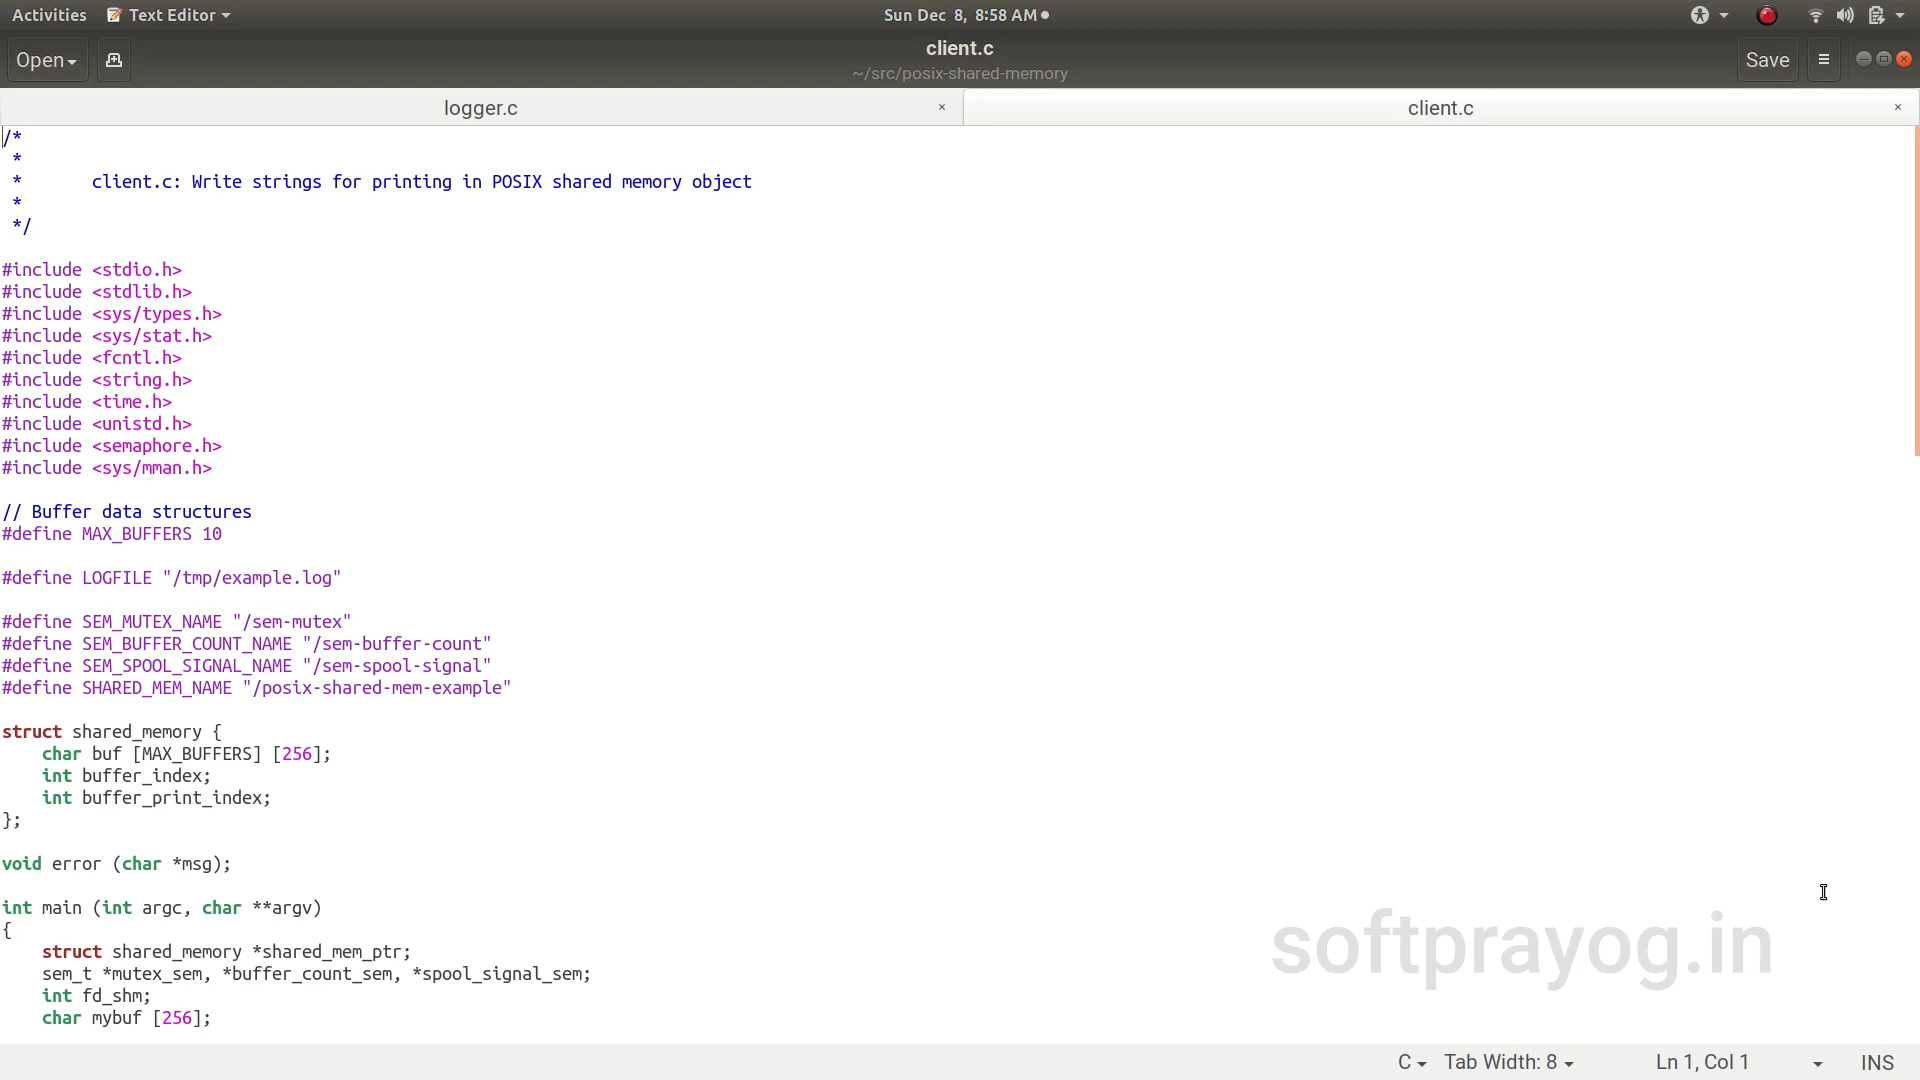 Activities Text Editor Sun Dec 8, 8:58 AM
Open client.c Save
~/src/posix-shared-memory
logger.c × client.c ×
/*
 *
 *       client.c: Write strings for printing in POSIX shared memory object
 *
 */
#include <stdio.h>
#include <stdlib.h>
#include <sys/types.h>
#include <sys/stat.h>
#include <fcntl.h>
#include <string.h>
#include <time.h>
#include <unistd.h>
#include <semaphore.h>
#include <sys/mman.h>
// Buffer data structures
#define MAX_BUFFERS 10
#define LOGFILE "/tmp/example.log"
#define SEM_MUTEX_NAME "/sem-mutex"
#define SEM_BUFFER_COUNT_NAME "/sem-buffer-count"
#define SEM_SPOOL_SIGNAL_NAME "/sem-spool-signal"
#define SHARED_MEM_NAME "/posix-shared-mem-example"
struct shared_memory {
    char buf [MAX_BUFFERS] [256];
    int buffer_index;
    int buffer_print_index;
};
void error (char *msg);
int main (int argc, char **argv)
{
    struct shared_memory *shared_mem_ptr;
    sem_t *mutex_sem, *buffer_count_sem, *spool_signal_sem;
    int fd_shm;
    char mybuf [256];
softprayog.in
C Tab Width: 8 Ln 1, Col 1 INS